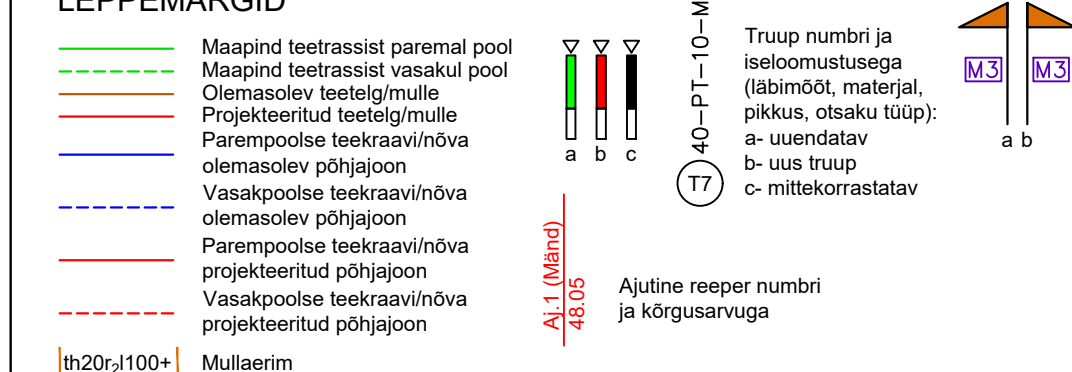 LEPPEMÄRGID
Maapind teetrassist paremal pool
Maapind teetrassist vasakul pool
Olemasolev teetelg/mulle
Projekteeritud teetelg/mulle
Parempoolse teekraavi/nõva
olemasolev põhjajoon
Vasakpoolse teekraavi/nõva
olemasolev põhjajoon
Parempoolse teekraavi/nõva
projekteeritud põhjajoon
Vasakpoolse teekraavi/nõva
projekteeritud põhjajoon
th20r₂l100+
Mullaerim
a b c
40-PT-10-M
T7
Truup numbri ja
iseloomustusega
(läbimõõt, materjal,
pikkus, otsaku tüüp):
a- uuendatav
b- uus truup
c- mittekorrastatav
Aj.1 (Mänd)
48.05
Ajutine reeper numbri
ja kõrgusarvuga
M3 M3
a b